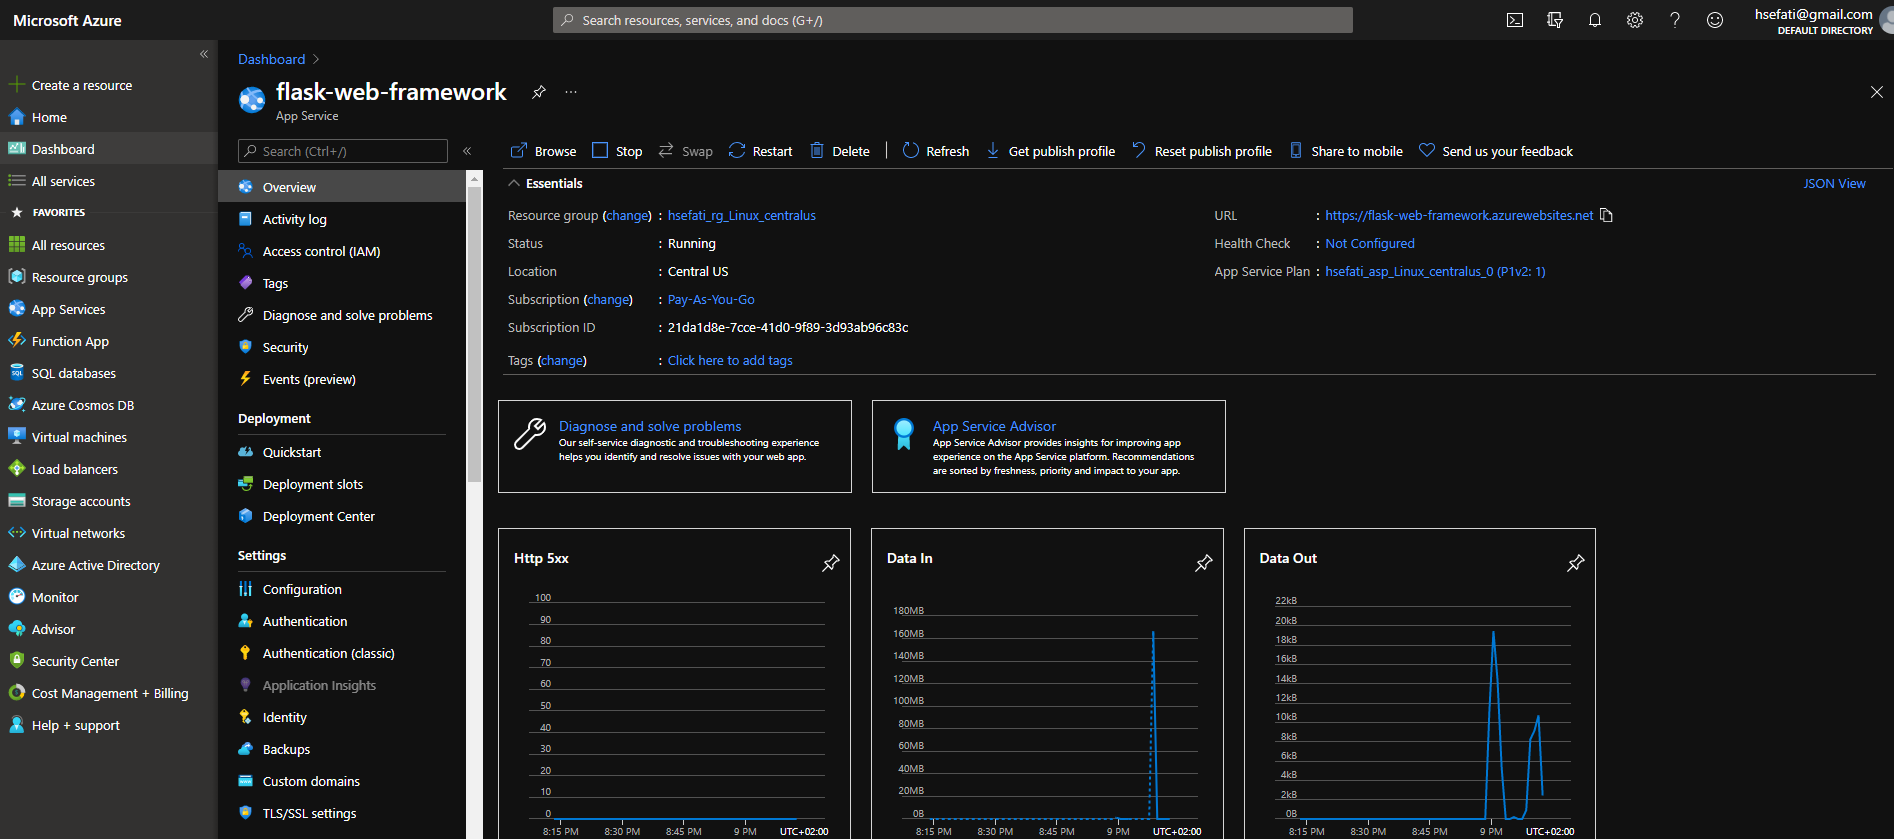 Microsoft Azure
Search resources, services, and docs (G+/)
hsefati@gmail.com
DEFAULT DIRECTORY
Create a resource
Home
Dashboard
All services
FAVORITES
All resources
Resource groups
App Services
Function App
SQL databases
Azure Cosmos DB
Virtual machines
Load balancers
Storage accounts
Virtual networks
Azure Active Directory
Monitor
Advisor
Security Center
Cost Management + Billing
Help + support
Dashboard
flask-web-framework
App Service
Search (Ctrl+/)
Overview
Activity log
Access control (IAM)
Tags
Diagnose and solve problems
Security
Events (preview)
Deployment
Quickstart
Deployment slots
Deployment Center
Settings
Configuration
Authentication
Authentication (classic)
Application Insights
Identity
Backups
Custom domains
TLS/SSL settings
Browse Stop Swap Restart Delete Refresh Get publish profile Reset publish profile Share to mobile Send us your feedback
Essentials
JSON View
Resource group (change) : hsefati_rg_Linux_centralus
Status : Running
Location : Central US
Subscription (change) : Pay-As-You-Go
Subscription ID : 21da1d8e-7cce-41d0-9f89-3d93ab96c83c
Tags (change) : Click here to add tags
URL : https://flask-web-framework.azurewebsites.net
Health Check : Not Configured
App Service Plan : hsefati_asp_Linux_centralus_0 (P1v2: 1)
Diagnose and solve problems
Our self-service diagnostic and troubleshooting experience
helps you identify and resolve issues with your web app.
App Service Advisor
App Service Advisor provides insights for improving app
experience on the App Service platform. Recommendations
are sorted by freshness, priority and impact to your app.
Http 5xx
100
90
80
70
60
50
40
30
20
10
0
8:15 PM 8:30 PM 8:45 PM 9 PM UTC+02:00
Data In
180MB
160MB
140MB
120MB
100MB
80MB
60MB
40MB
20MB
0B
8:15 PM 8:30 PM 8:45 PM 9 PM UTC+02:00
Data Out
22kB
20kB
18kB
16kB
14kB
12kB
10kB
8kB
6kB
4kB
2kB
0B
8:15 PM 8:30 PM 8:45 PM 9 PM UTC+02:00